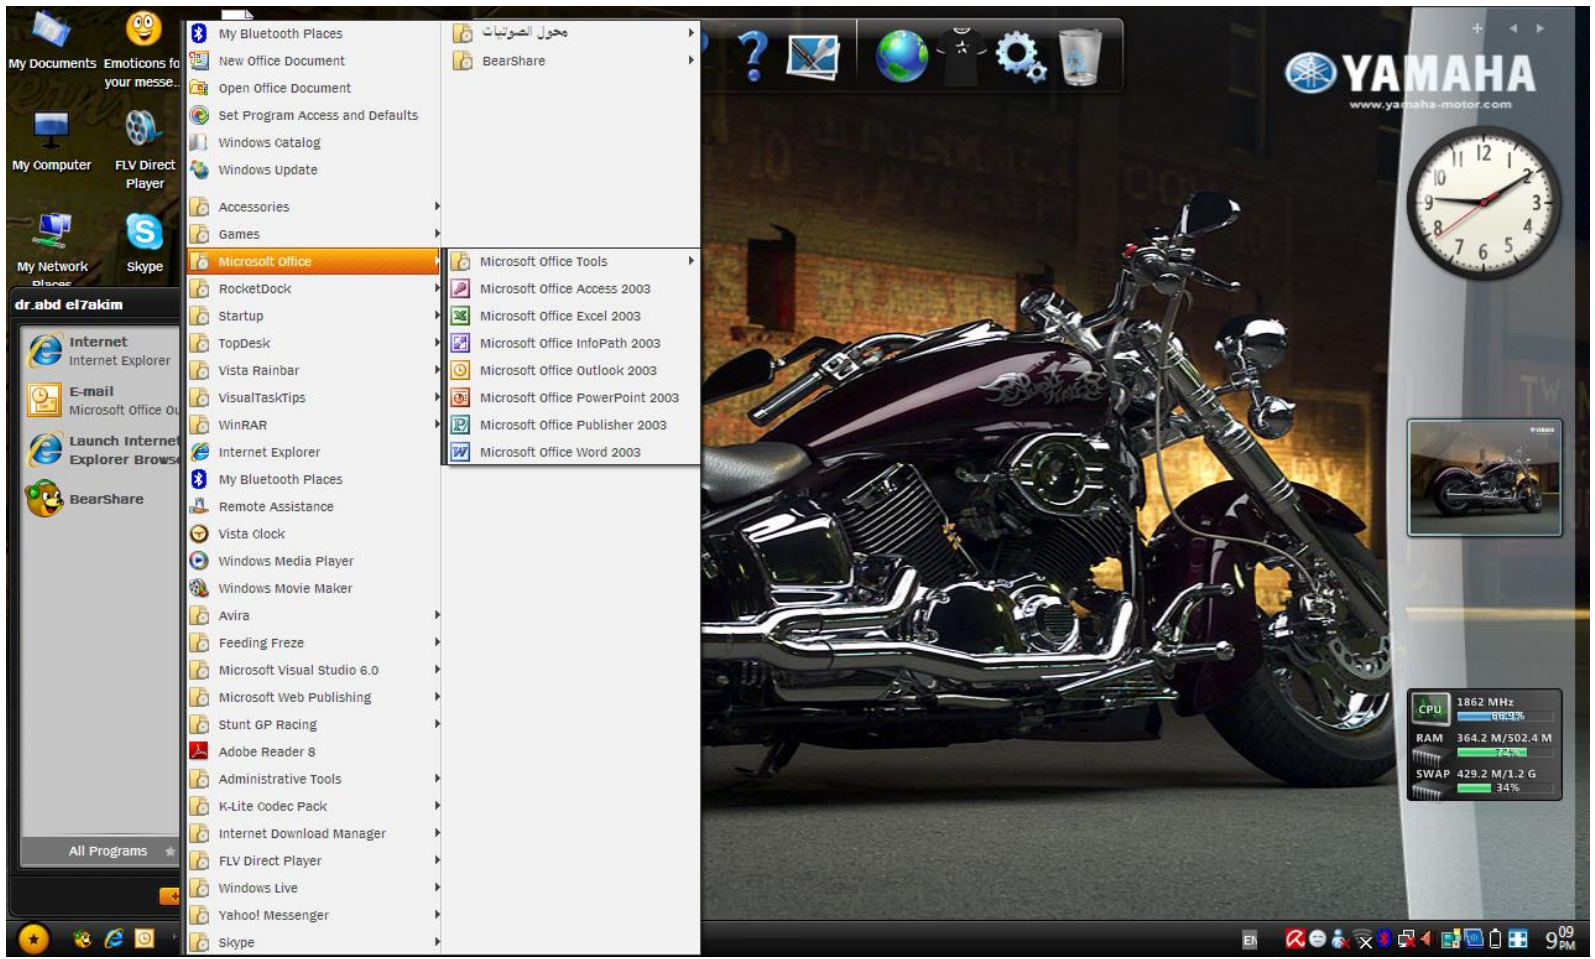 My Documents
Emoticons fo
your messe...
My Computer
FLV Direct
Player
My Network
Places
Skype
dr.abd el7akim
Internet
Internet Explorer
E-mail
Microsoft Office Ou
Launch Internet
Explorer Browse
BearShare
All Programs
My Bluetooth Places
New Office Document
Open Office Document
Set Program Access and Defaults
Windows Catalog
Windows Update
Accessories
Games
Microsoft Office
RocketDock
Startup
TopDesk
Vista Rainbar
VisualTaskTips
WinRAR
Internet Explorer
My Bluetooth Places
Remote Assistance
Vista Clock
Windows Media Player
Windows Movie Maker
Avira
Feeding Freze
Microsoft Visual Studio 6.0
Microsoft Web Publishing
Stunt GP Racing
Adobe Reader 8
Administrative Tools
K-Lite Codec Pack
Internet Download Manager
FLV Direct Player
Windows Live
Yahoo! Messenger
Skype
محول الصوتيات
BearShare
Microsoft Office Tools
Microsoft Office Access 2003
Microsoft Office Excel 2003
Microsoft Office InfoPath 2003
Microsoft Office Outlook 2003
Microsoft Office PowerPoint 2003
Microsoft Office Publisher 2003
Microsoft Office Word 2003
YAMAHA
www.yamaha-motor.com
12
1
2
3
4
5
6
7
8
9
10
11
CPU
1862 MHz
66.9%
RAM
364.2 M/502.4 M
72%
SWAP
429.2 M/1.2 G
34%
EN
9 09
PM